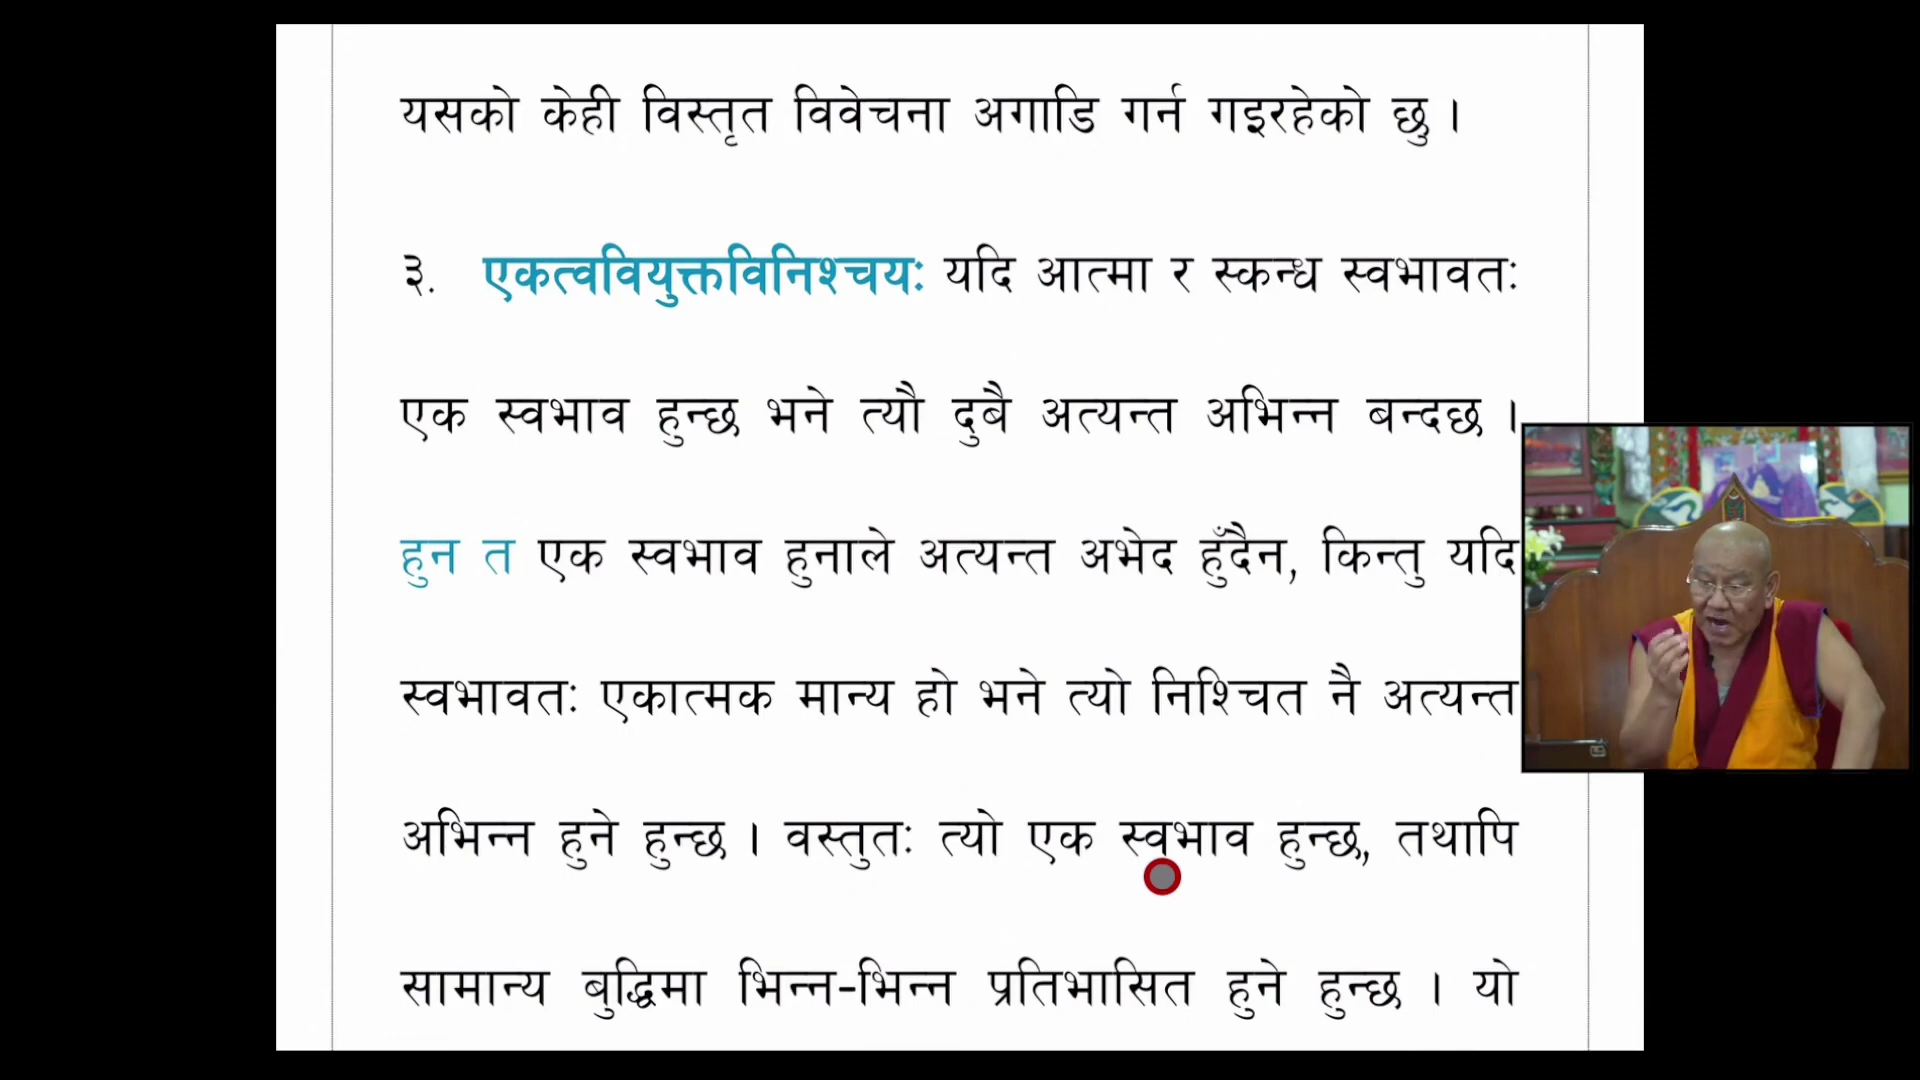 यसको केही विस्तृत विवेचना अगाडि गर्न गइरहेको छु ।
३. एकत्ववियुक्तविनिश्चयः यदि आत्मा र स्कन्ध स्वभावतः
एक स्वभाव हुन्छ भने त्यौ दुबै अत्यन्त अभिन्न बन्दछ ।
हुन त एक स्वभाव हुनाले अत्यन्त अभेद हुँदैन, किन्तु यदि
स्वभावतः एकात्मक मान्य हो भने त्यो निश्चित नै अत्यन्त
अभिन्न हुने हुन्छ । वस्तुतः त्यो एक स्वभाव हुन्छ, तथापि
सामान्य बुद्धिमा भिन्न-भिन्न प्रतिभासित हुने हुन्छ । यो